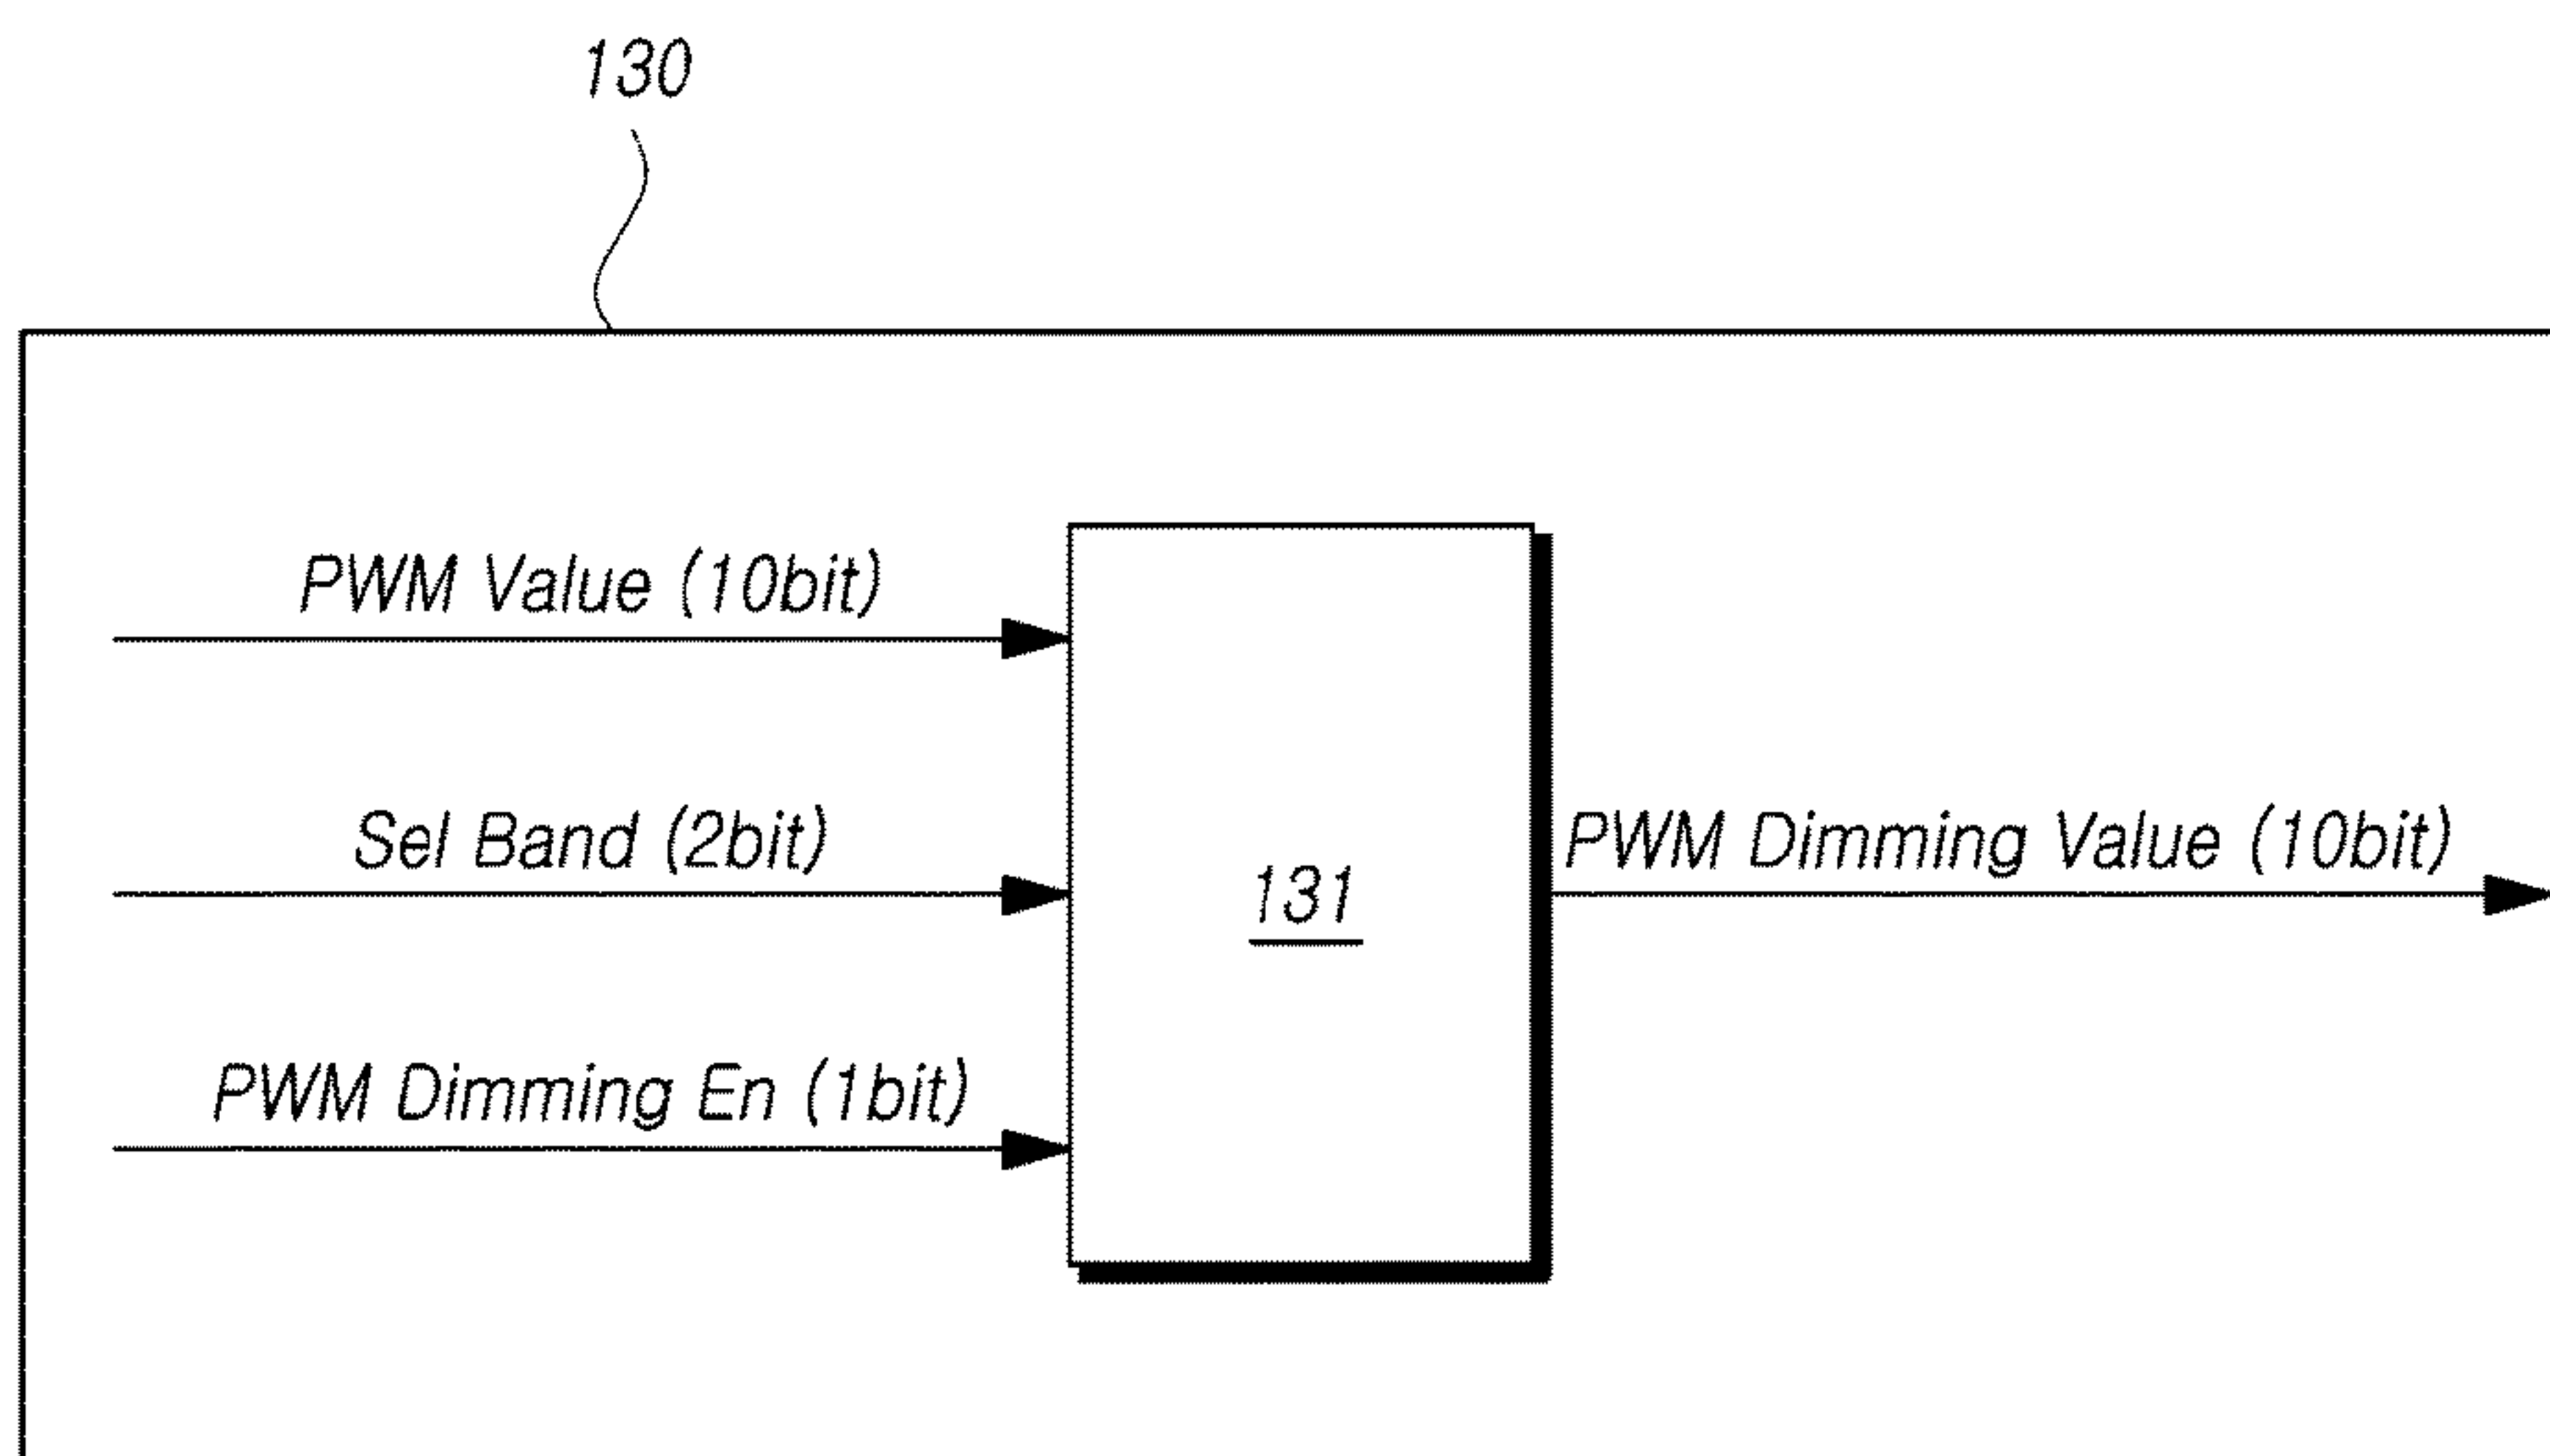 130
PWM Value (10bit)
Sel Band (2bit)
131
PWM Dimming Value (10bit)
PWM Dimming En (1bit)